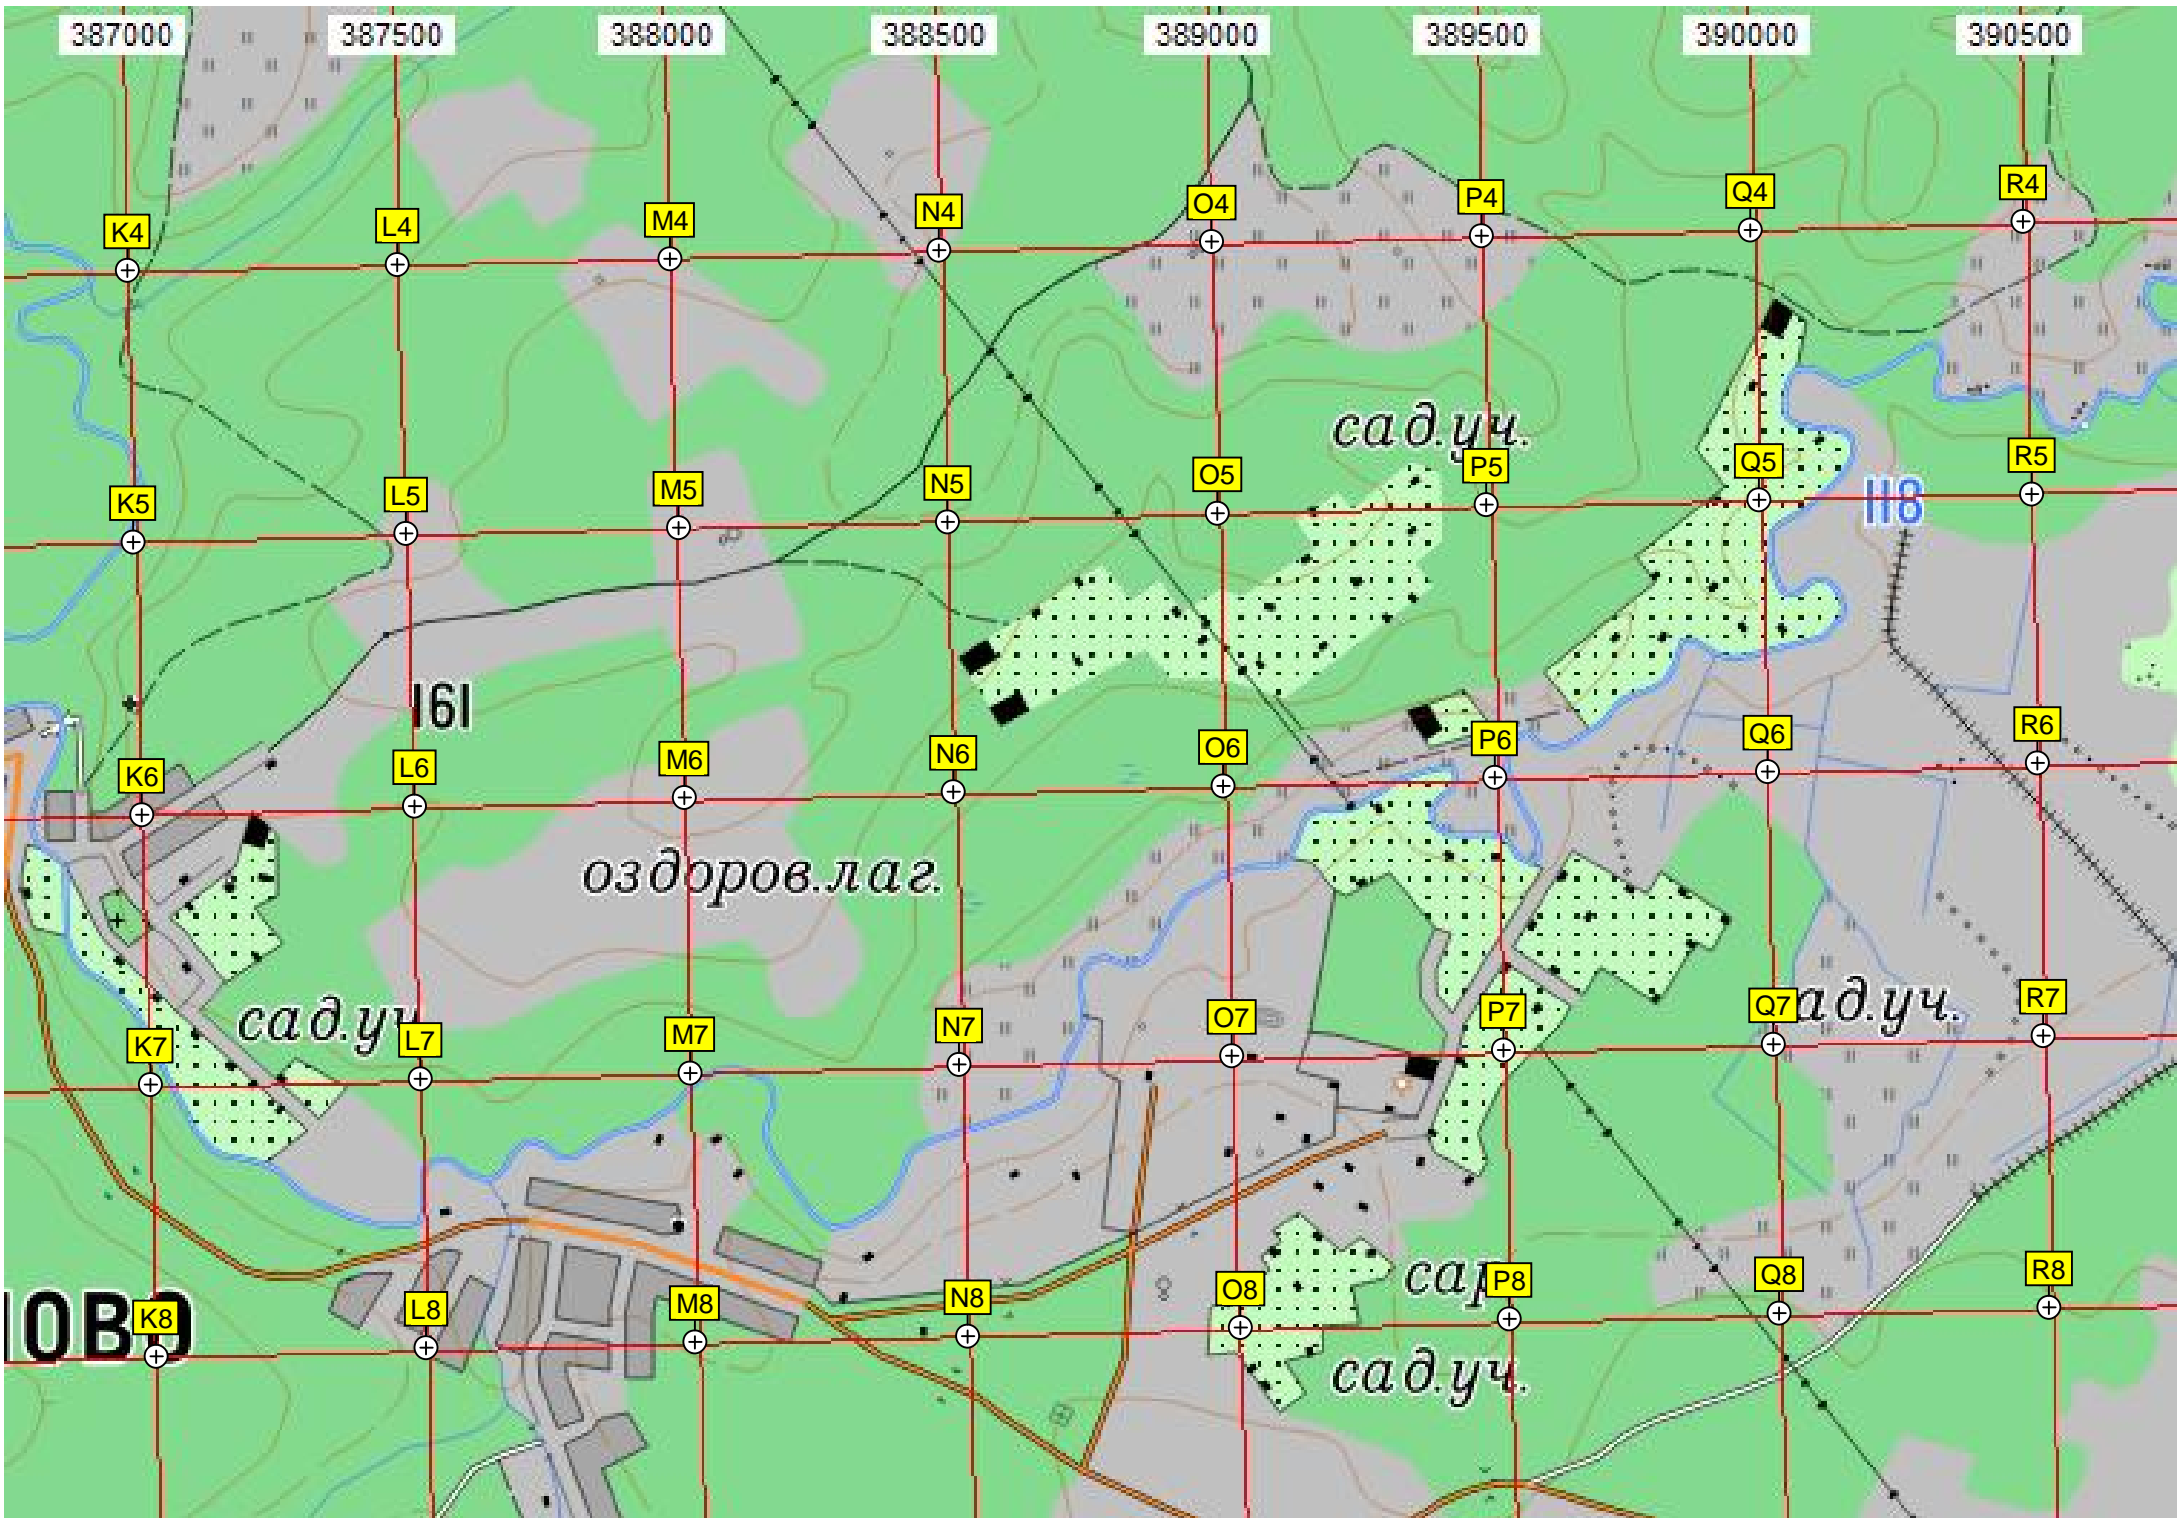 387000 387500 388000 388500 389000 389500 390000 390500
K4 L4 M4 N4 O4 P4 Q4 R4
сад.уч.
K5 L5 M5 N5 O5 P5 Q5 R5
118
161
K6 L6 M6 N6 O6 P6 Q6 R6
оздоров.лаг.
сад.уч
ад.уч.
K7 L7 M7 N7 O7 P7 Q7 R7
сар
K8 L8 M8 N8 O8 P8 Q8 R8
ЮВО
сад.уч.